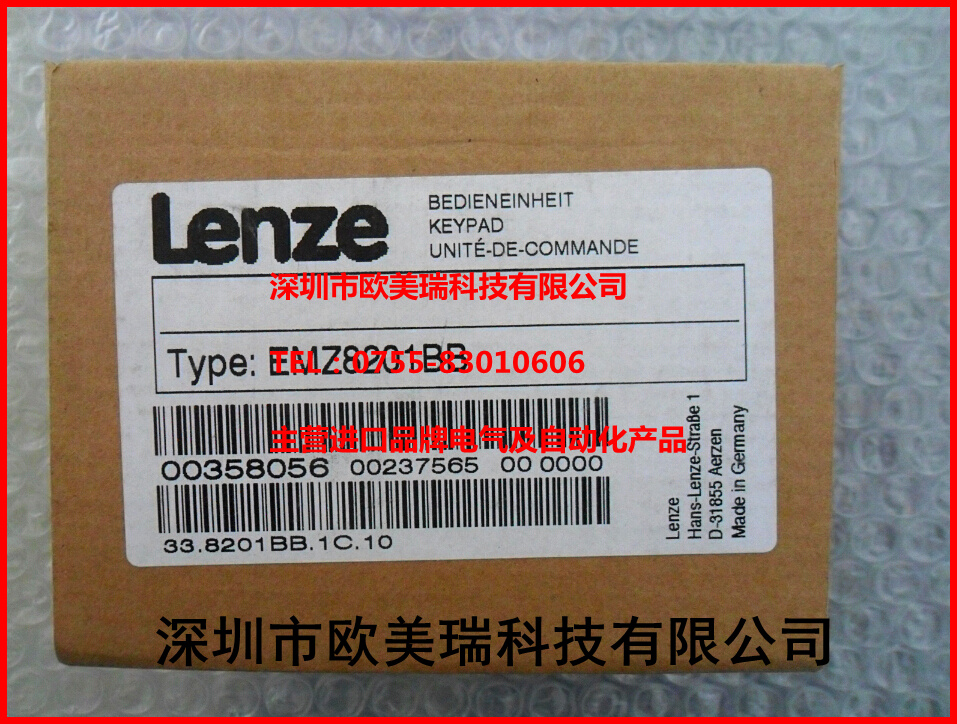 Lenze
BEDIENEINHEIT
KEYPAD
UNITÉ-DE-COMMANDE
深圳市欧美瑞科技有限公司
Type: EMZ8201BB
TEL：0755-83010606
主营进口品牌电气及自动化产品
00358056 00237565 00 0000
33.8201BB.1C.10
Lenze
Hans-Lenze-Straße 1
D-31855 Aerzen
Made in Germany
深圳市欧美瑞科技有限公司